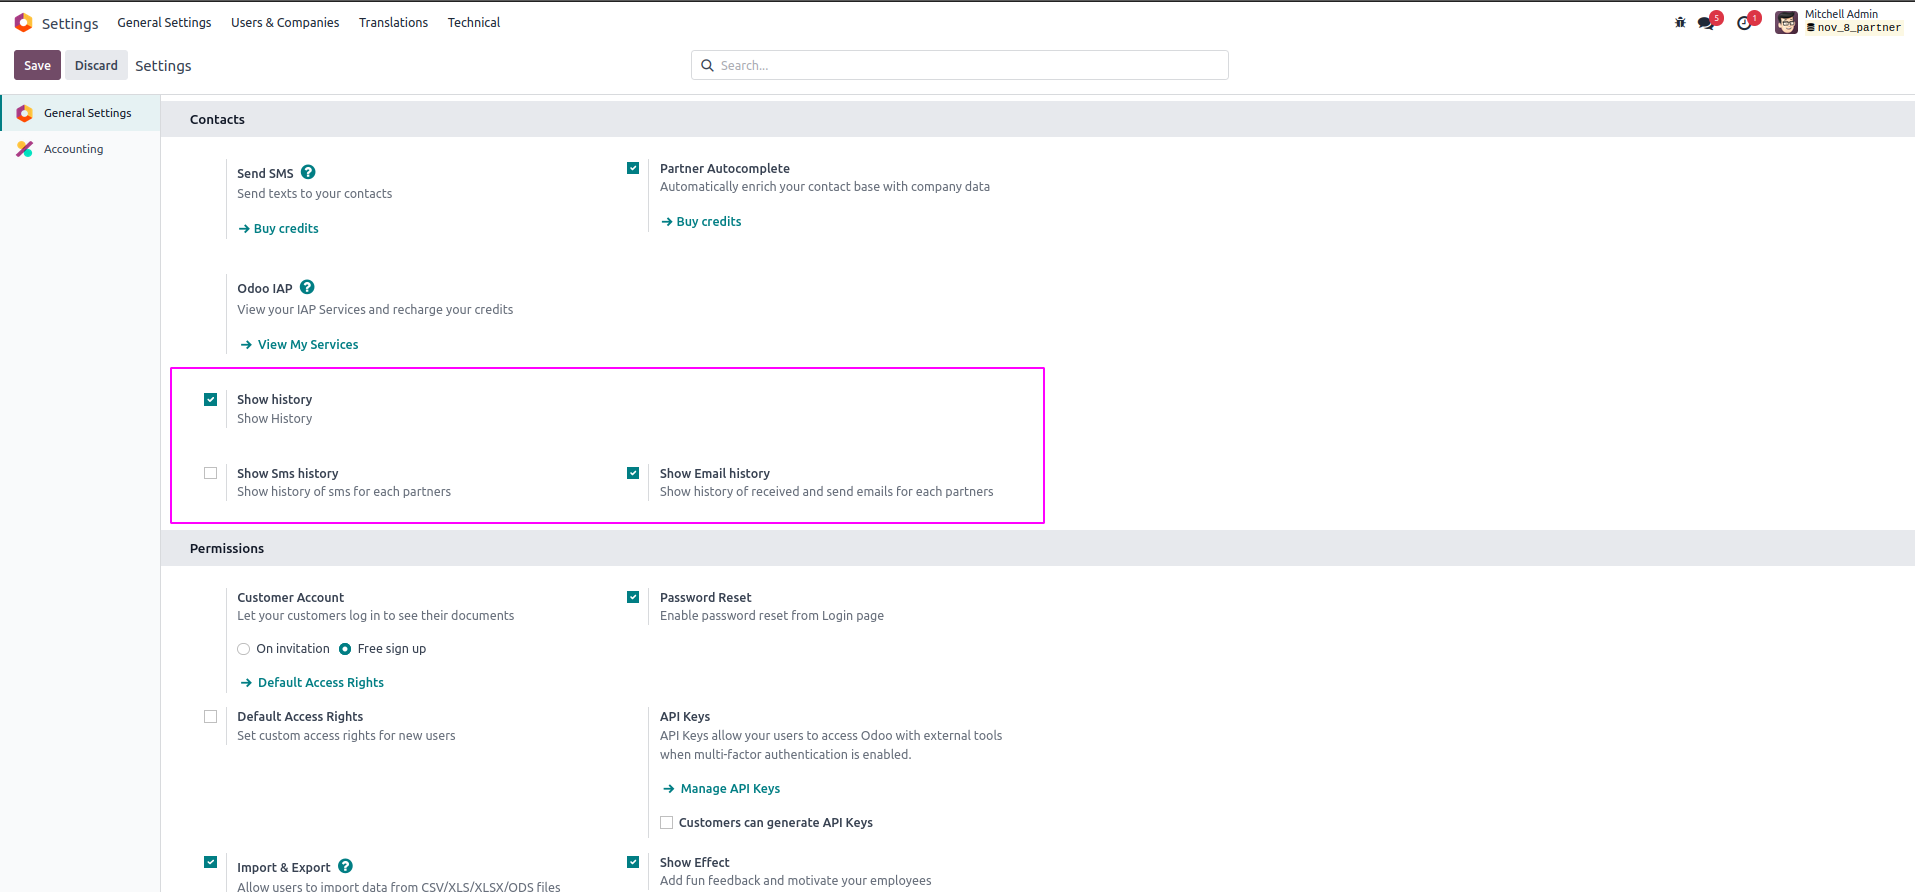 Settings General Settings Users & Companies Translations Technical 5 1 Mitchell Admin
nov_8_partner
Save Discard Settings Search...
General Settings
Accounting
Contacts
Send SMS
Send texts to your contacts
Buy credits
Partner Autocomplete
Automatically enrich your contact base with company data
Buy credits
Odoo IAP
View your IAP Services and recharge your credits
View My Services
Show history
Show History
Show Sms history
Show history of sms for each partners
Show Email history
Show history of received and send emails for each partners
Permissions
Customer Account
Let your customers log in to see their documents
On invitation Free sign up
Default Access Rights
Password Reset
Enable password reset from Login page
Default Access Rights
Set custom access rights for new users
API Keys
API Keys allow your users to access Odoo with external tools
when multi-factor authentication is enabled.
Manage API Keys
Customers can generate API Keys
Import & Export
Allow users to import data from CSV/XLS/XLSX/ODS files
Show Effect
Add fun feedback and motivate your employees